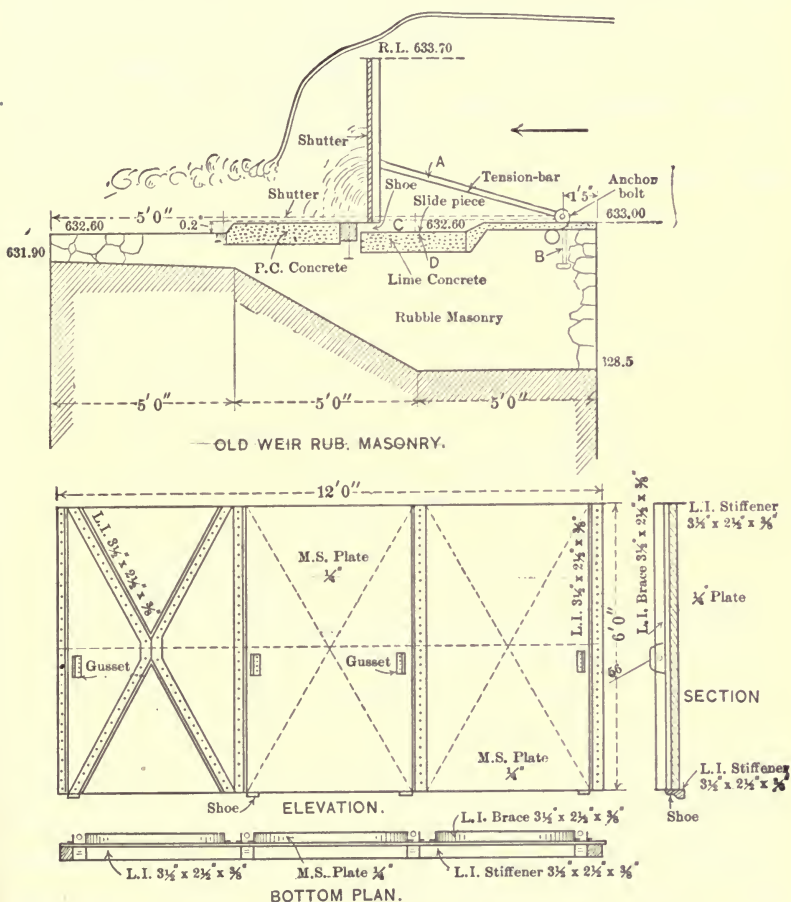 R.L. 633.70
Shutter
A
Tension-bar
Shoe
Slide piece
1'5"
Anchor
bolt
5'0"
Shutter
632.60
0.2"
C
632.60
633.00
631.90
P.C. Concrete
D
B
Lime Concrete
Rubble Masonry
5'0"
5'0"
5'0"
OLD WEIR RUB. MASONRY.
12'0"
L.I. 3½" x 2½" x ⅜"
M.S. Plate
¼"
L.I. 3½" x 2½" x ⅜"
L.I. Brace 3½" x 2½" x ⅜"
L.I. Stiffener
3½" x 2½" x ⅜"
¼" Plate
6'0"
Gusset
Gusset
SECTION
M.S. Plate
¼"
L.I. Stiffener
3½" x 2½" x ⅜"
Shoe
Shoe
ELEVATION.
L.I. Brace 3½" x 2½" x ⅜"
L.I. 3½" x 2½" x ⅜"
M.S. Plate ¼"
L.I. Stiffener 3½" x 2½" x ⅜"
BOTTOM PLAN.